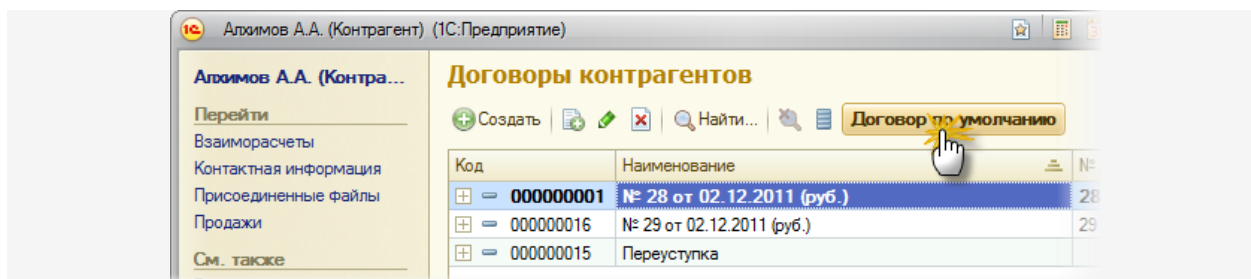 1С Алхимов А.А. (Контрагент) (1С:Предприятие)
Алхимов А.А. (Контра...
Перейти
Взаиморасчеты
Контактная информация
Присоединенные файлы
Продажи
См. также
Договоры контрагентов
Создать Найти... Договор по умолчанию
Код Наименование №
000000001 № 28 от 02.12.2011 (руб.) 28
000000016 № 29 от 02.12.2011 (руб.) 29
000000015 Переуступка